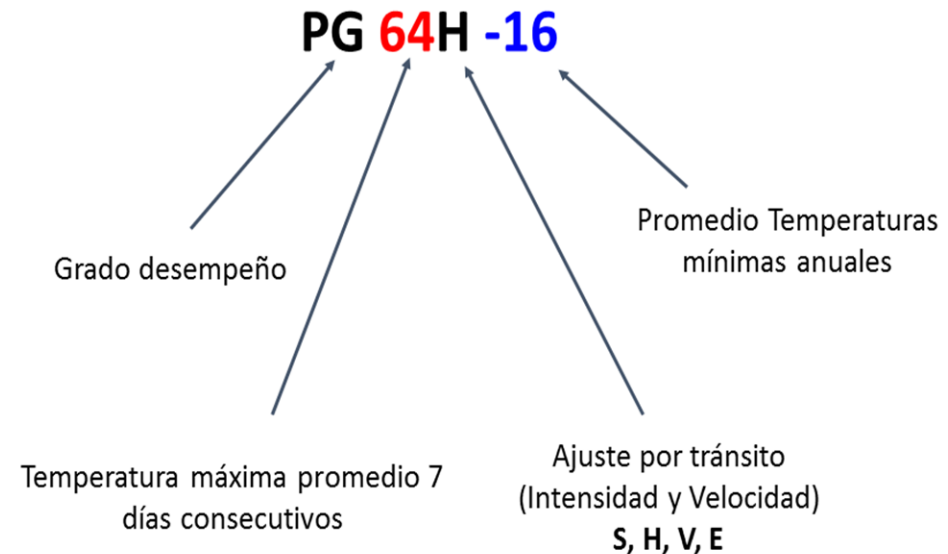 PG 64H -16
Grado desempeño
Promedio Temperaturas
mínimas anuales
Temperatura máxima promedio 7
días consecutivos
Ajuste por tránsito
(Intensidad y Velocidad)
S, H, V, E